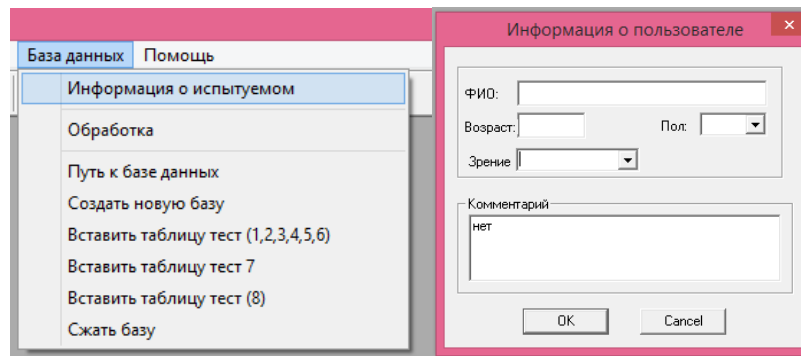 База данных Помощь
Информация о испытуемом
Обработка
Путь к базе данных
Создать новую базу
Вставить таблицу тест (1,2,3,4,5,6)
Вставить таблицу тест 7
Вставить таблицу тест (8)
Сжать базу
Информация о пользователе
ФИО:
Возраст: Пол:
Зрение
Комментарий
нет
OK Cancel